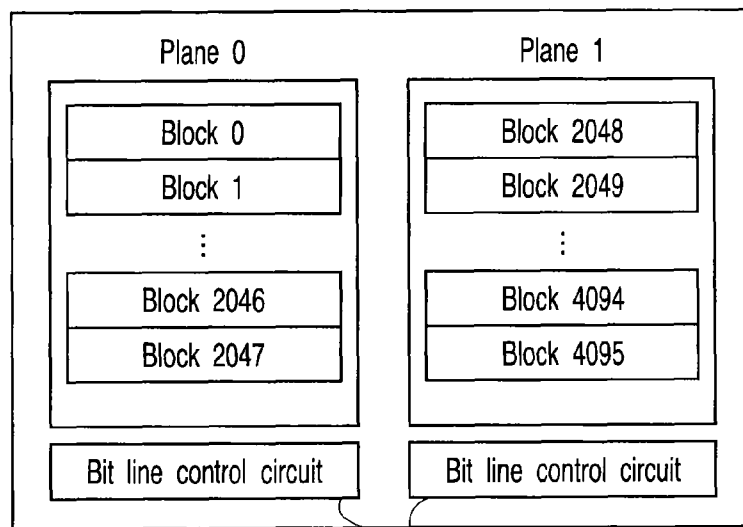 Plane 0
Block 0
Block 1
⋮
Block 2046
Block 2047
Bit line control circuit
Plane 1
Block 2048
Block 2049
⋮
Block 4094
Block 4095
Bit line control circuit